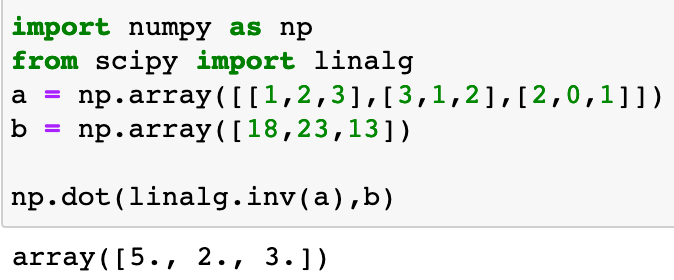 import numpy as np
from scipy import linalg
a = np.array([[1,2,3],[3,1,2],[2,0,1]])
b = np.array([18,23,13])
np.dot(linalg.inv(a),b)
array([5., 2., 3.])